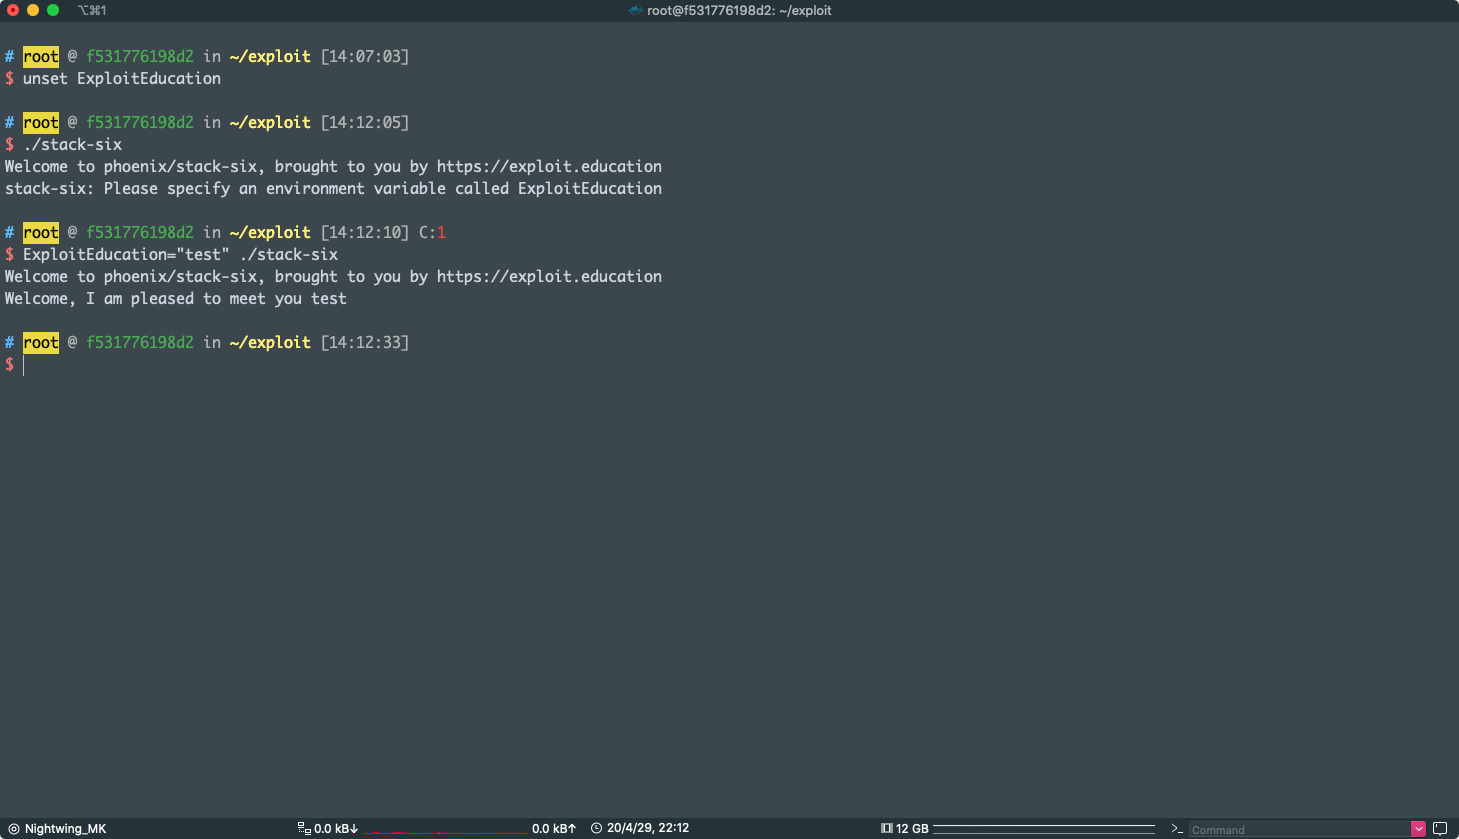 ⌥⌘1
root@f531776198d2: ~/exploit
# root @ f531776198d2 in ~/exploit [14:07:03]
$ unset ExploitEducation
# root @ f531776198d2 in ~/exploit [14:12:05]
$ ./stack-six
Welcome to phoenix/stack-six, brought to you by https://exploit.education
stack-six: Please specify an environment variable called ExploitEducation
# root @ f531776198d2 in ~/exploit [14:12:10] C:1
$ ExploitEducation="test" ./stack-six
Welcome to phoenix/stack-six, brought to you by https://exploit.education
Welcome, I am pleased to meet you test
# root @ f531776198d2 in ~/exploit [14:12:33]
$
Nightwing_MK 0.0 kB↓ 0.0 kB↑ 20/4/29, 22:12 12 GB >_ Command